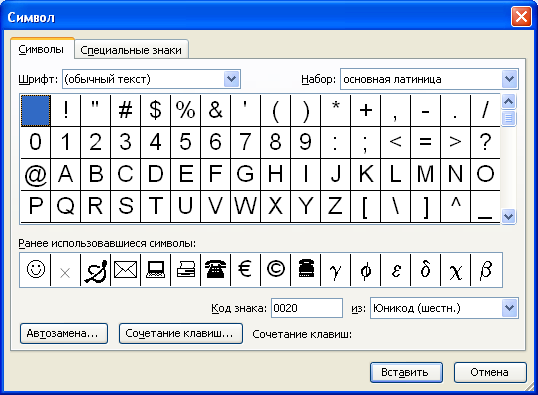 Символ
Символы Специальные знаки
Шрифт: (обычный текст) Набор: основная латиница
! " # $ % & ' ( ) * + , - . /
0 1 2 3 4 5 6 7 8 9 : ; < = > ?
@ A B C D E F G H I J K L M N O
P Q R S T U V W X Y Z [ \ ] ^ _
Ранее использовавшиеся символы:
☺ × 🖂 💻 🖨 ☎ € © 🕿 γ ϕ ε δ χ β
Код знака: 0020 из: Юникод (шестн.)
Автозамена... Сочетание клавиш... Сочетание клавиш:
Вставить Отмена